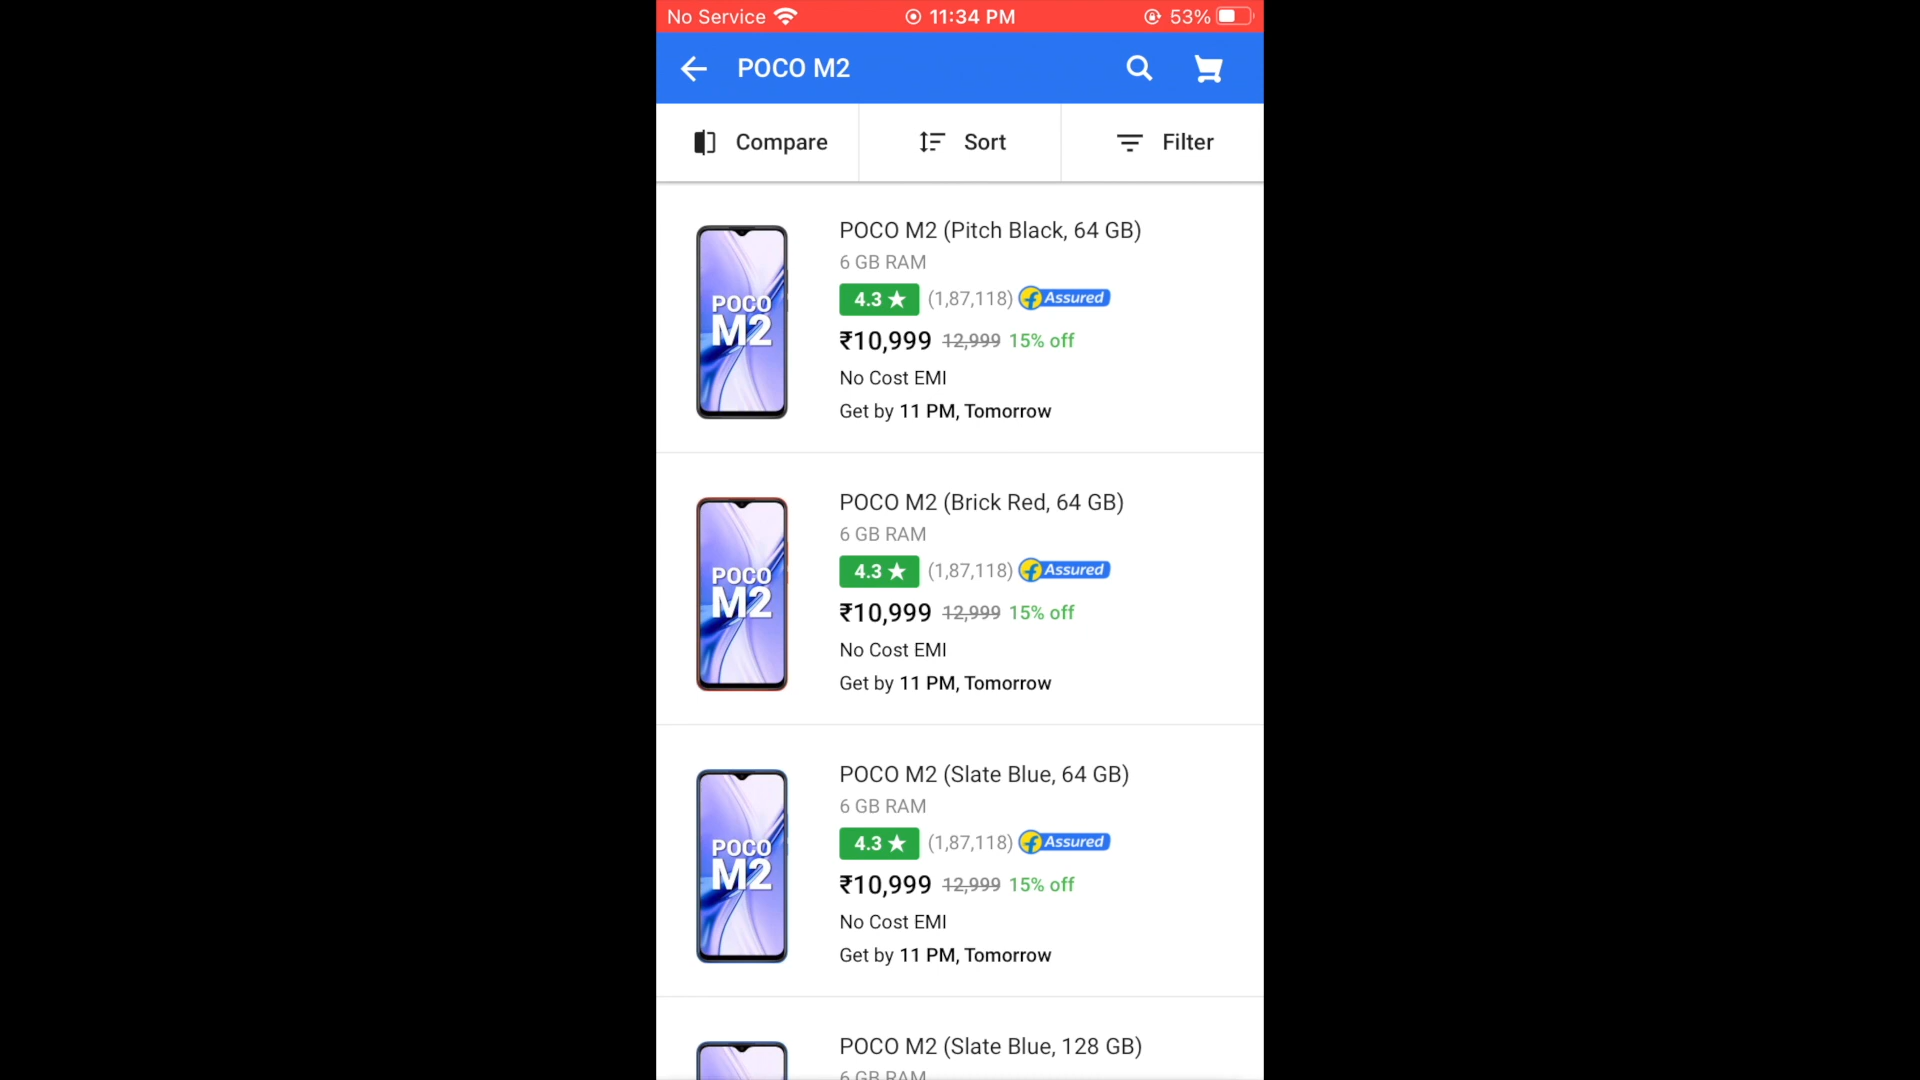 No Service 11:34 PM 53%
POCO M2
Compare Sort Filter
POCO M2 (Pitch Black, 64 GB)
6 GB RAM
4.3 ★ (1,87,118) f Assured
₹10,999 12,999 15% off
No Cost EMI
Get by 11 PM, Tomorrow
POCO
M2
POCO M2 (Brick Red, 64 GB)
6 GB RAM
4.3 ★ (1,87,118) f Assured
₹10,999 12,999 15% off
No Cost EMI
Get by 11 PM, Tomorrow
POCO
M2
POCO M2 (Slate Blue, 64 GB)
6 GB RAM
4.3 ★ (1,87,118) f Assured
₹10,999 12,999 15% off
No Cost EMI
Get by 11 PM, Tomorrow
POCO
M2
POCO M2 (Slate Blue, 128 GB)
6 GB RAM